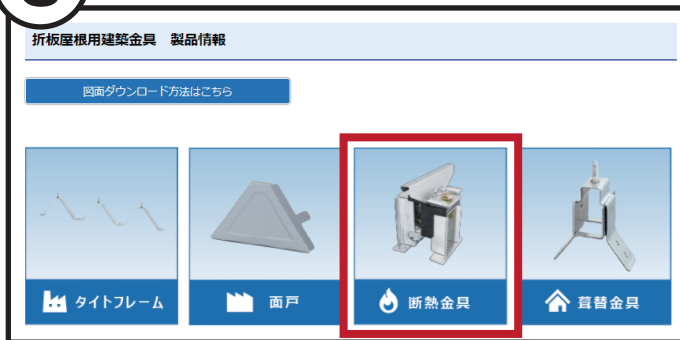 折板屋根用建築金具　製品情報
図面ダウンロード方法はこちら
タイトフレーム
面戸
断熱金具
葺替金具